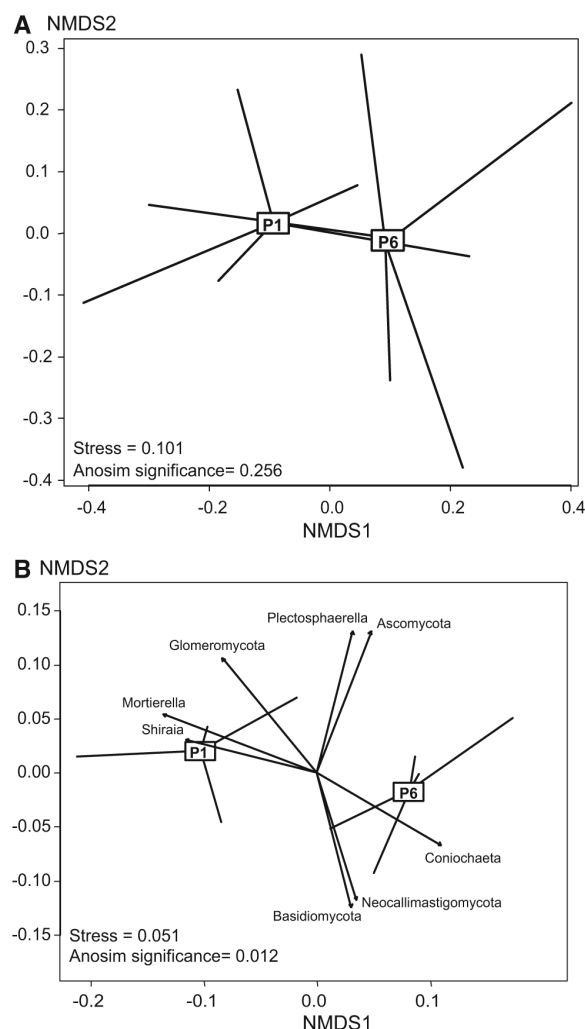 A NMDS2
0.3
0.2
0.1
0.0
-0.1
-0.2
-0.3
-0.4
P1
P6
Stress = 0.101
Anosim significance= 0.256
-0.4 -0.2 0.0 0.2 0.4
NMDS1
B NMDS2
0.15
0.10
0.05
0.00
-0.05
-0.10
-0.15
Plectosphaerella
Ascomycota
Glomeromycota
Mortierella
Shiraia
P1
P6
Coniochaeta
Neocallimastigomycota
Basidiomycota
Stress = 0.051
Anosim significance= 0.012
-0.2 -0.1 0.0 0.1
NMDS1